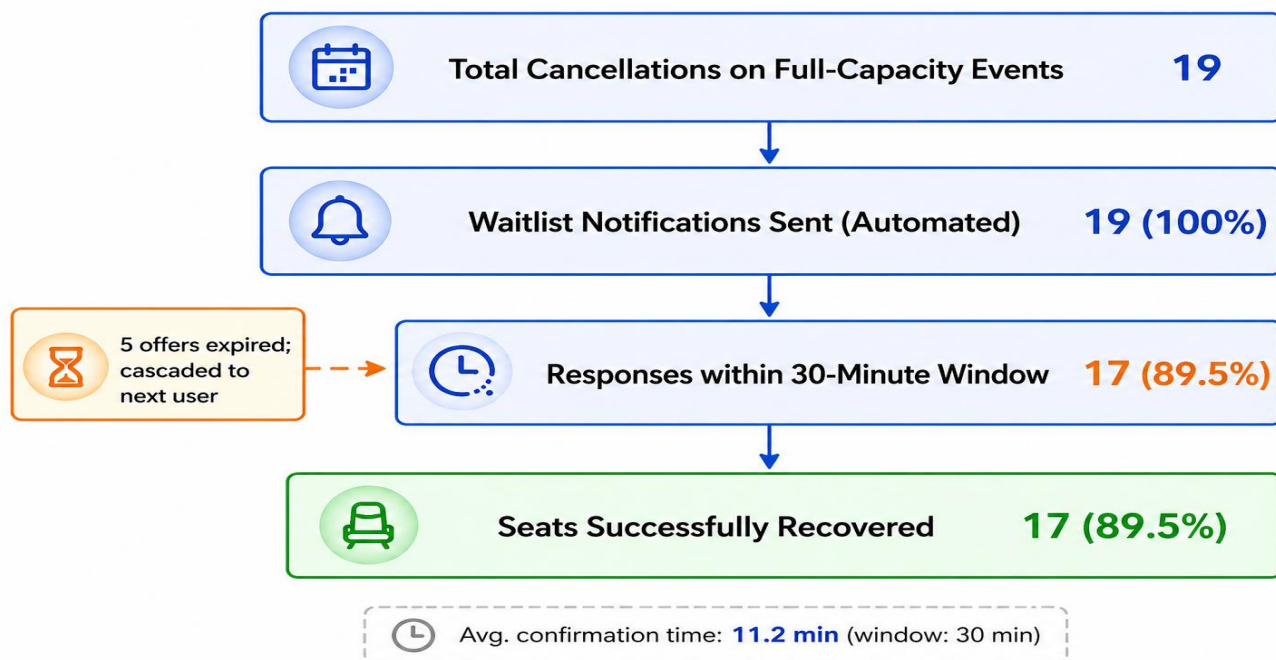 Total Cancellations on Full-Capacity Events 19
Waitlist Notifications Sent (Automated) 19 (100%)
5 offers expired;
cascaded to
next user
Responses within 30-Minute Window 17 (89.5%)
Seats Successfully Recovered 17 (89.5%)
Avg. confirmation time: 11.2 min (window: 30 min)